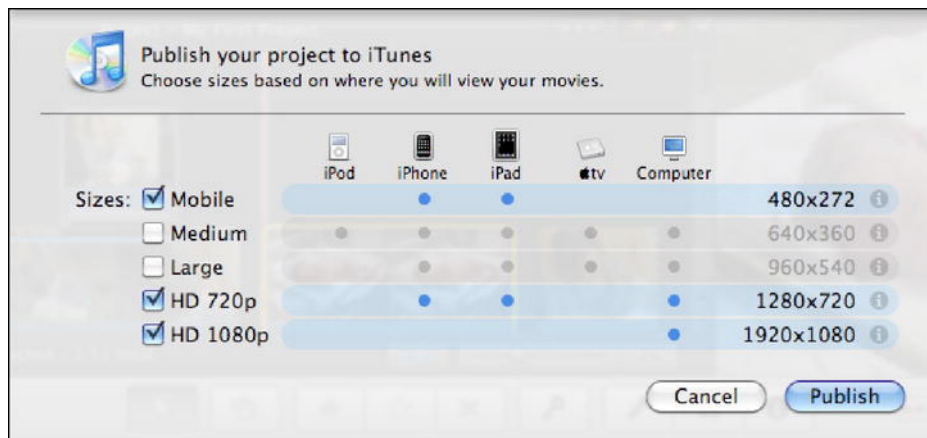 Publish your project to iTunes
Choose sizes based on where you will view your movies.
iPod iPhone iPad tv Computer
Sizes: Mobile 480x272
Medium 640x360
Large 960x540
HD 720p 1280x720
HD 1080p 1920x1080
Cancel Publish